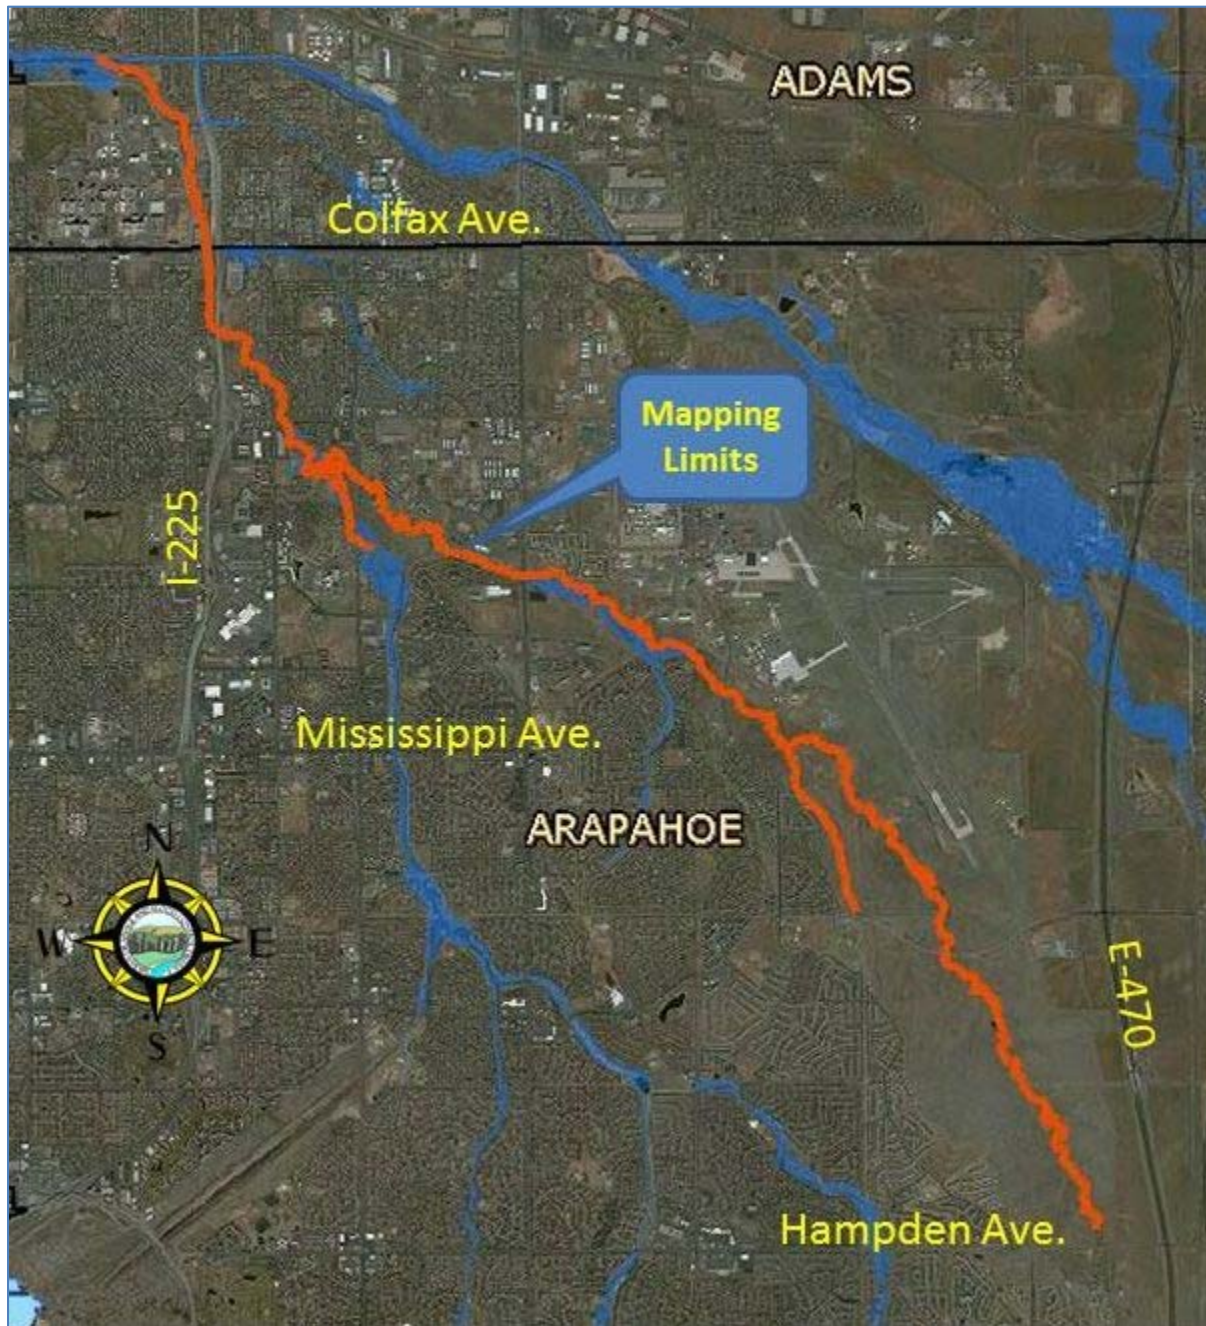 ADAMS
Colfax Ave.
Mapping
Limits
I-225
Mississippi Ave.
ARAPAHOE
N
W
E
S
E-470
Hampden Ave.